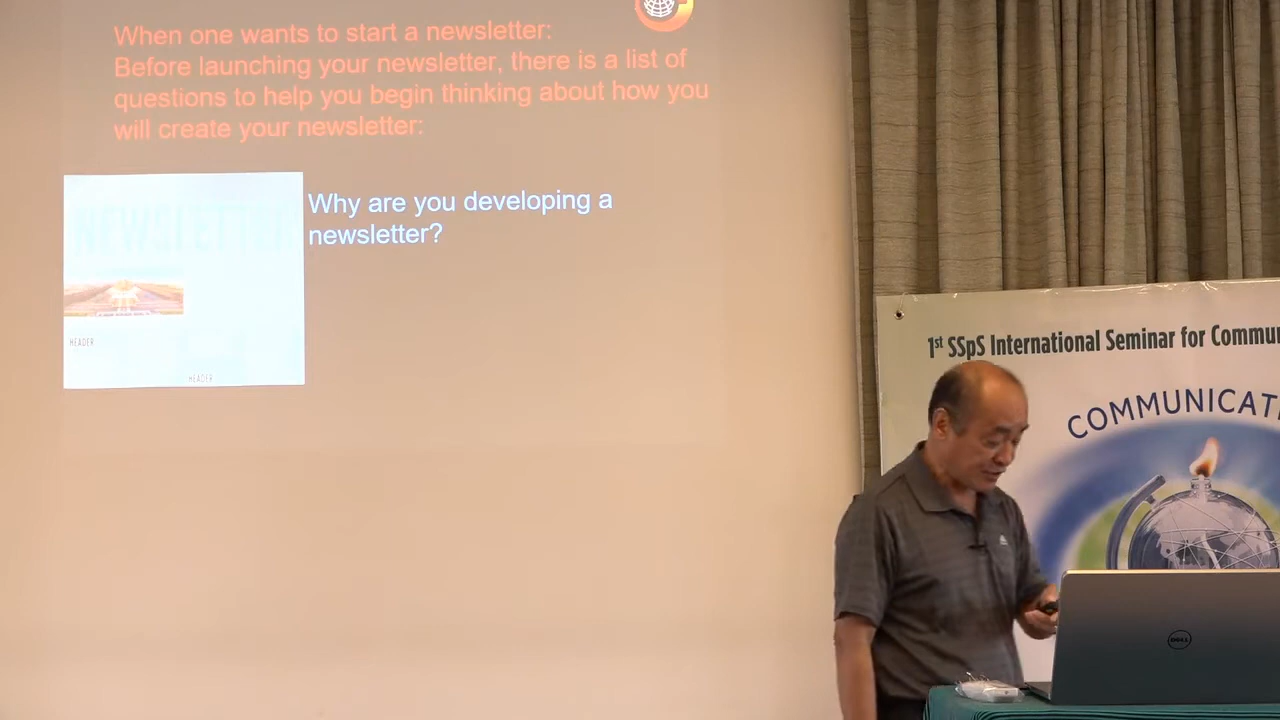 When one wants to start a newsletter:
Before launching your newsletter, there is a list of
questions to help you begin thinking about how you
will create your newsletter:
NEWSLETTER
HEADER
HEADER
Why are you developing a
newsletter?
1st SSpS International Seminar for Commu
COMMUNICAT
DELL